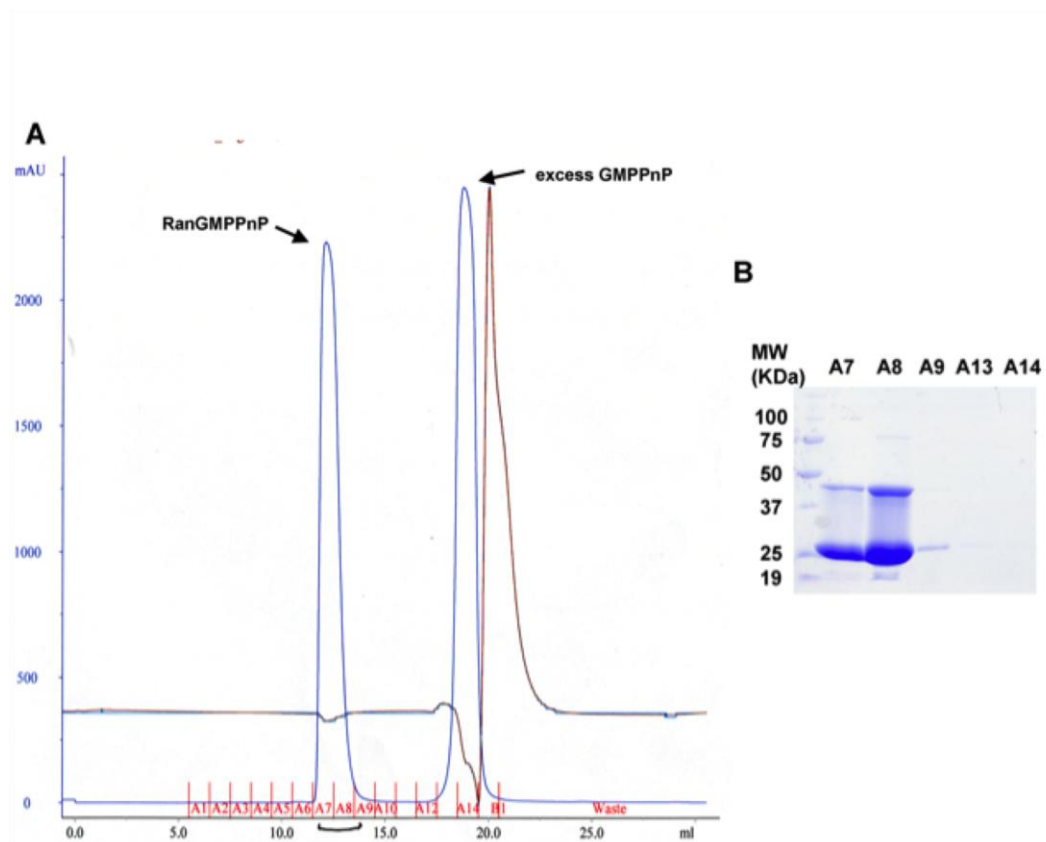 A
mAU
excess GMPPnP
RanGMPPnP
2000
1500
1000
500
0
A1 A2 A3 A4 A5 A6 A7 A8 A9 A10 A12 A14 B1 Waste
0.0 5.0 10.0 15.0 20.0 25.0 ml
B
MW
(KDa) A7 A8 A9 A13 A14
100
75
50
37
25
19